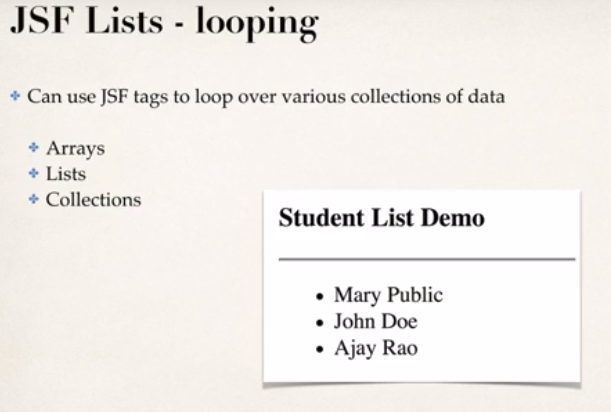 JSF Lists - looping
Can use JSF tags to loop over various collections of data
Arrays
Lists
Collections
Student List Demo
Mary Public
John Doe
Ajay Rao